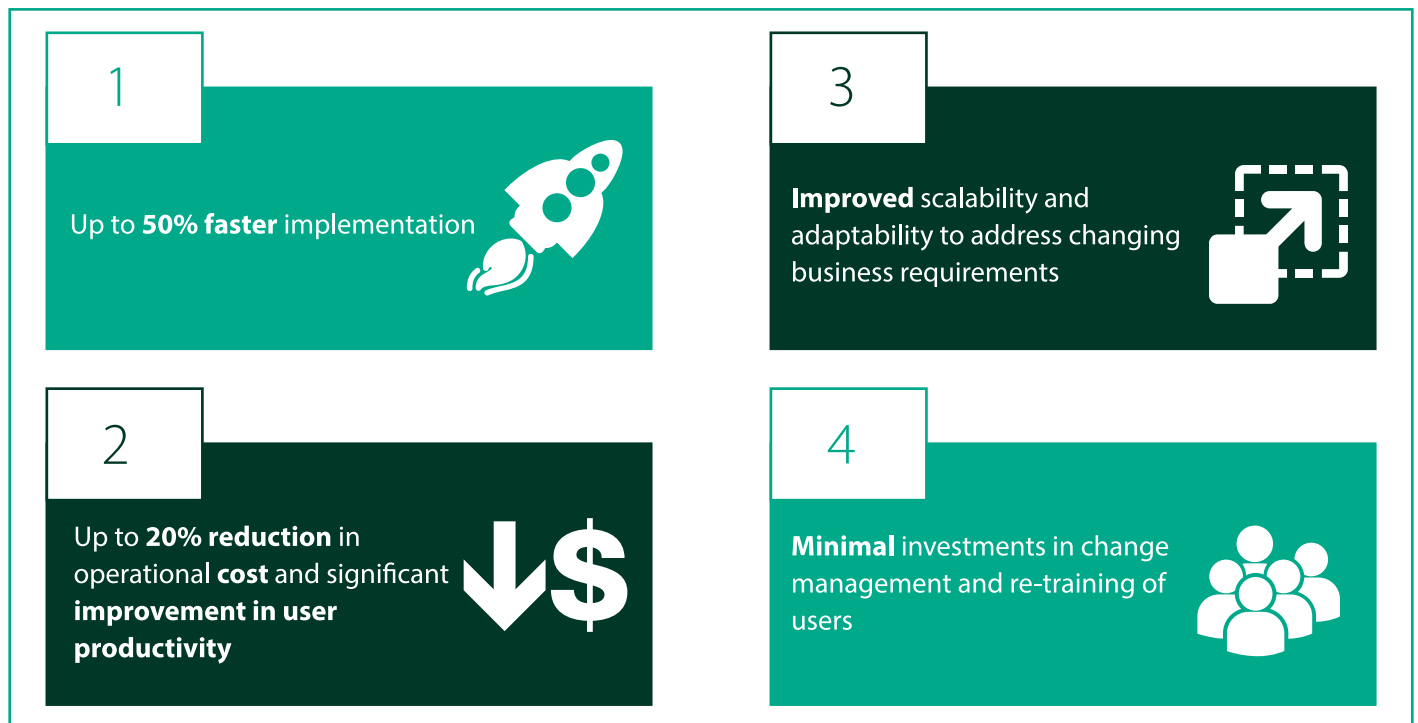 1
Up to 50% faster implementation
2
Up to 20% reduction in
operational cost and significant
improvement in user
productivity
3
Improved scalability and
adaptability to address changing
business requirements
4
Minimal investments in change
management and re-training of
users